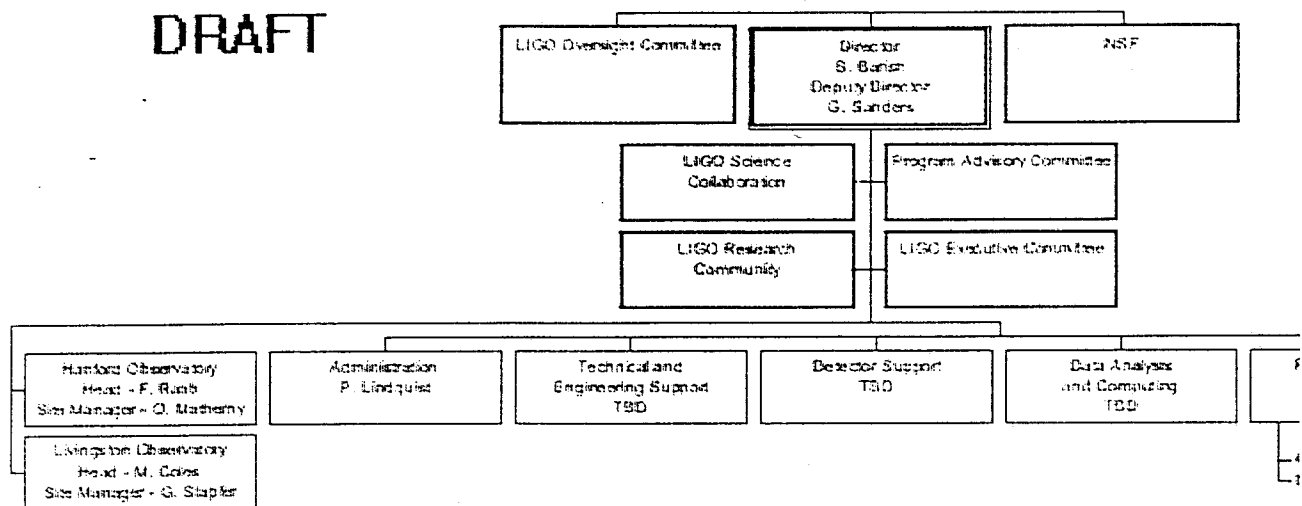 DRAFT
LIGO Oversight Committee
Director
B. Barish
Deputy Director
G. Sanders
NSF
LIGO Science
Collaboration
Program Advisory Committee
LIGO Research
Community
LIGO Executive Committee
Hanford Observatory
Head - F. Raab
Site Manager - O. Matherny
Administration
P. Lindquist
Technical and
Engineering Support
TBD
Detector Support
TBD
Data Analysis
and Computing
TBD
Livingston Observatory
Head - M. Coles
Site Manager - G. Stapfer